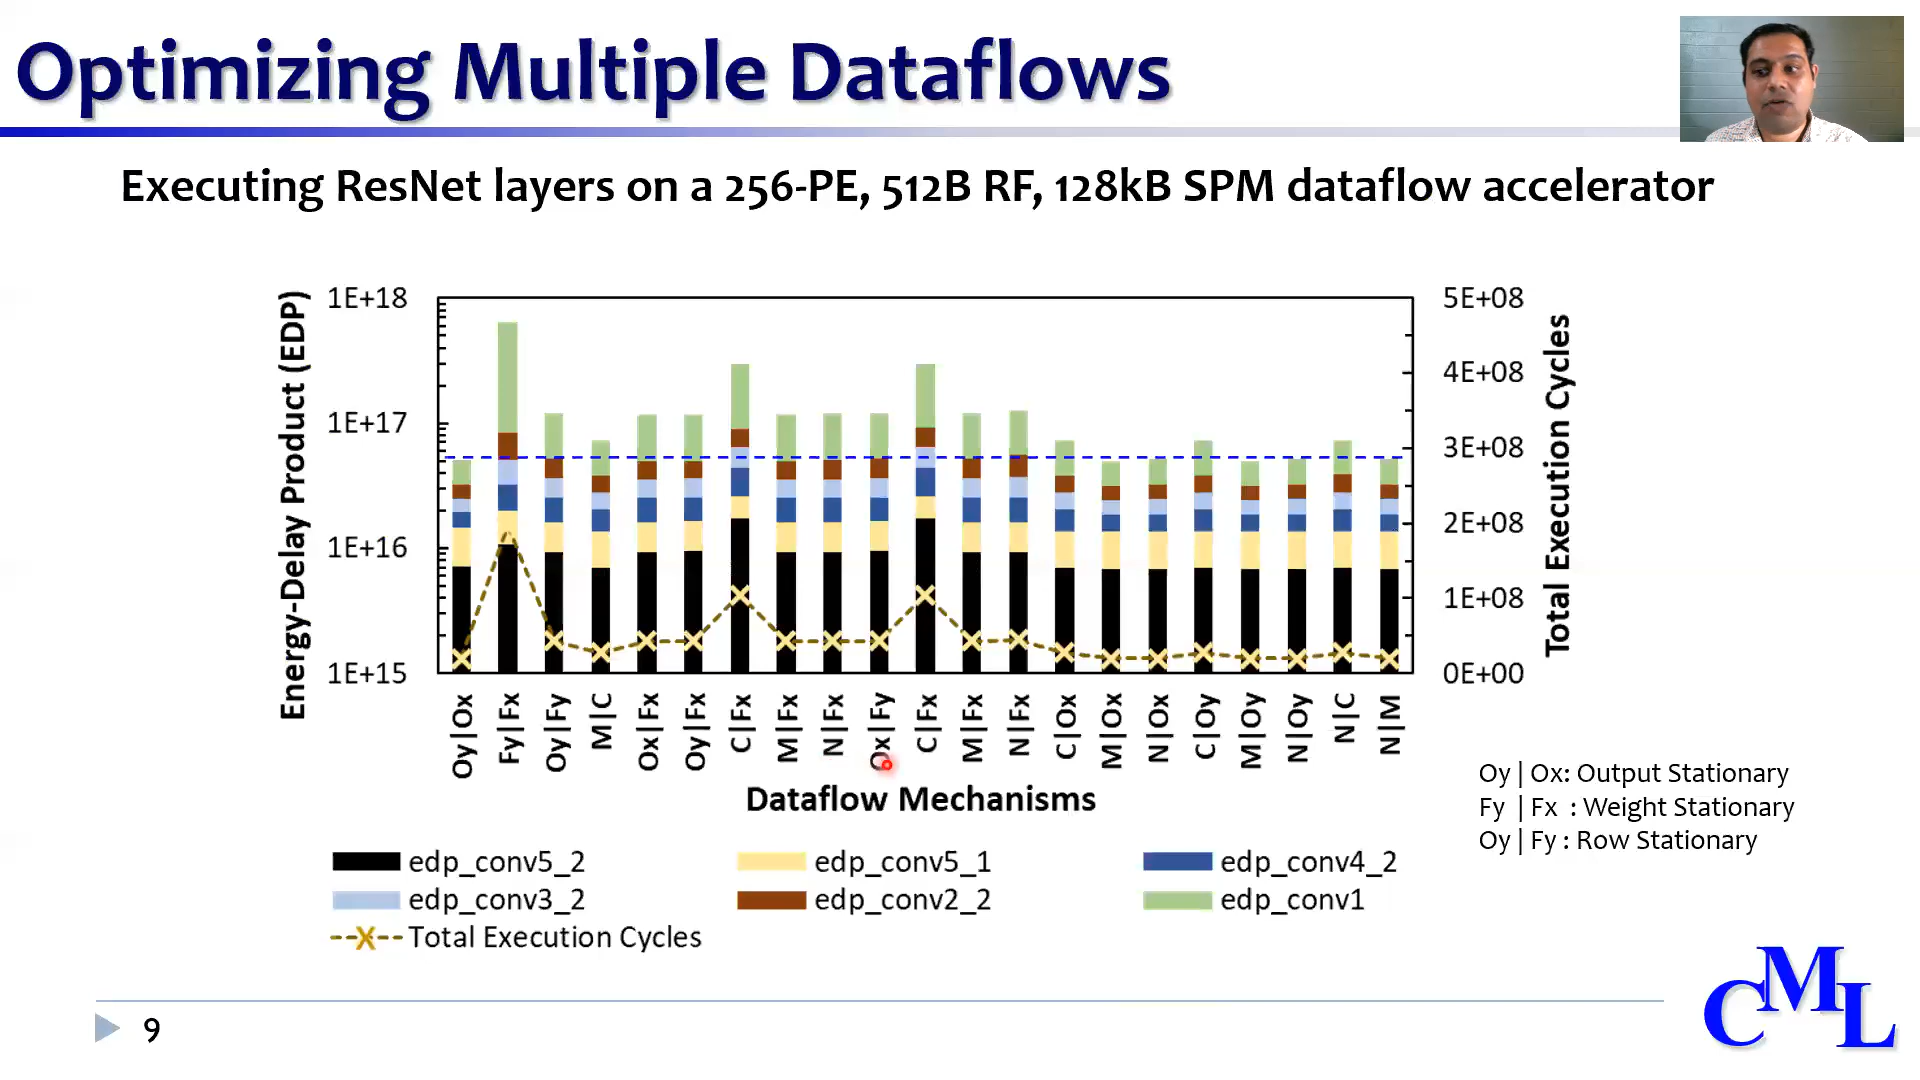 Optimizing Multiple Dataflows
Executing ResNet layers on a 256-PE, 512B RF, 128kB SPM dataflow accelerator
Energy-Delay Product (EDP)
1E+18
1E+17
1E+16
1E+15
5E+08
4E+08
3E+08
2E+08
1E+08
0E+00
Total Execution Cycles
Oy|Ox
Fy|Fx
Oy|Fy
M|C
Ox|Fx
Oy|Fx
C|Fx
M|Fx
N|Fx
Ox|Fy
C|Fx
M|Fx
N|Fx
C|Ox
M|Ox
N|Ox
C|Oy
M|Oy
N|Oy
N|C
N|M
Dataflow Mechanisms
Oy | Ox: Output Stationary
Fy | Fx : Weight Stationary
Oy | Fy : Row Stationary
edp_conv5_2
edp_conv5_1
edp_conv4_2
edp_conv3_2
edp_conv2_2
edp_conv1
Total Execution Cycles
9
CML